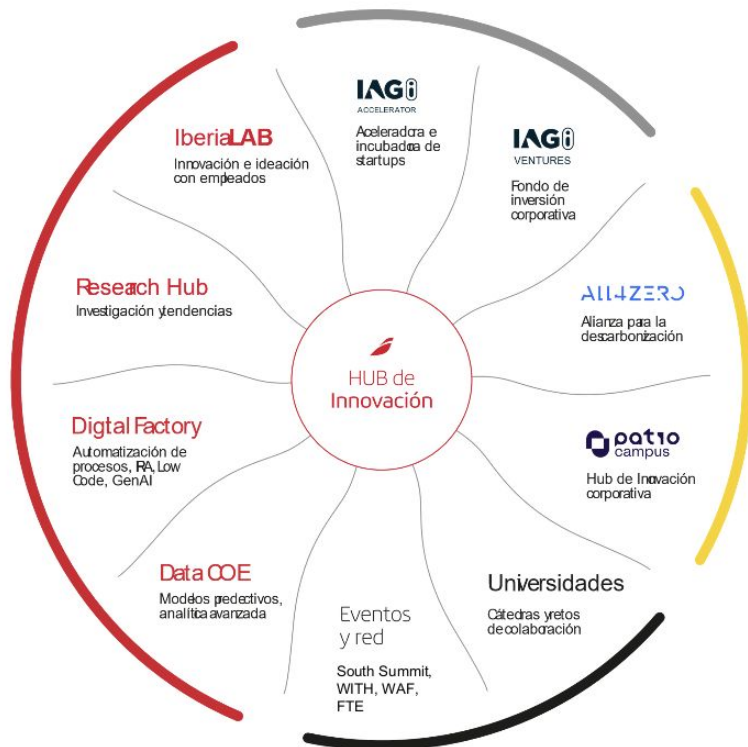 IAGi
ACCELERATOR
Aceleradora e
incubadora de
startups
IAGi
VENTURES
Fondo de
inversión
corporativa
All4ZERO
Alianza para la
descarbonización
patio
campus
Hub de Innovación
corporativa
Universidades
Cátedras y retos
de colaboración
Eventos
y red
South Summit,
WITH, WAF,
FTE
Data COE
Modelos predectivos,
analítica avanzada
Digtal Factory
Automatización de
procesos, RA, Low
Code, GenAI
Research Hub
Investigación y tendencias
IberiaLAB
Innovación e ideación
con empleados
HUB de
Innovación